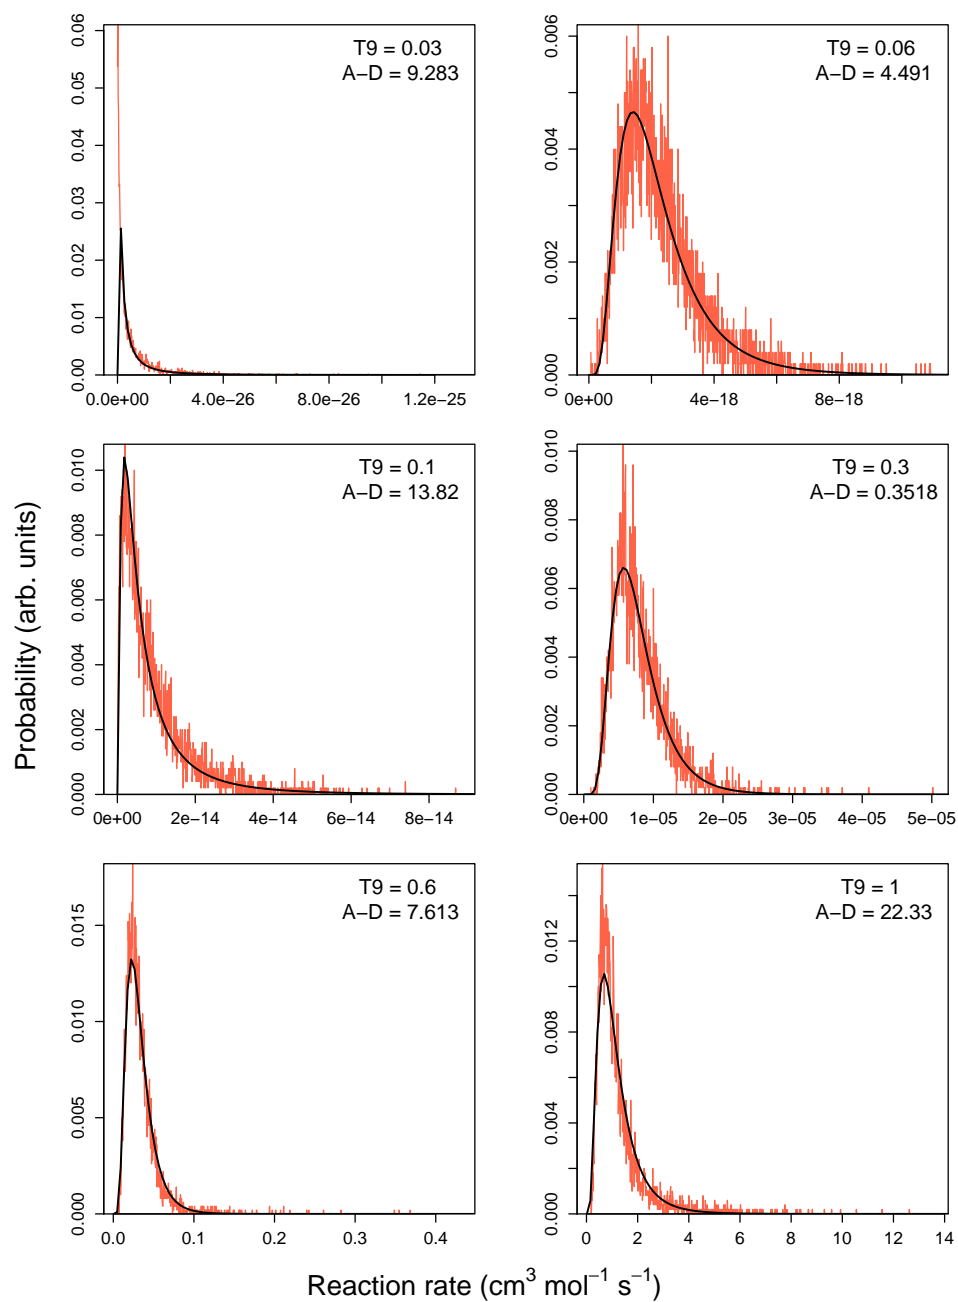 T9 = 0.03
A−D = 9.283
0.00 0.01 0.02 0.03 0.04 0.05 0.06
0.0e+00 4.0e−26 8.0e−26 1.2e−25
T9 = 0.06
A−D = 4.491
0.000 0.002 0.004 0.006
0e+00 4e−18 8e−18
T9 = 0.1
A−D = 13.82
0.000 0.002 0.004 0.006 0.008 0.010
0e+00 2e−14 4e−14 6e−14 8e−14
T9 = 0.3
A−D = 0.3518
0.000 0.002 0.004 0.006 0.008 0.010
0e+00 1e−05 2e−05 3e−05 4e−05 5e−05
T9 = 0.6
A−D = 7.613
0.000 0.005 0.010 0.015
0.0 0.1 0.2 0.3 0.4
T9 = 1
A−D = 22.33
0.000 0.004 0.008 0.012
0 2 4 6 8 10 12 14
Probability (arb. units)
Reaction rate (cm³ mol⁻¹ s⁻¹)